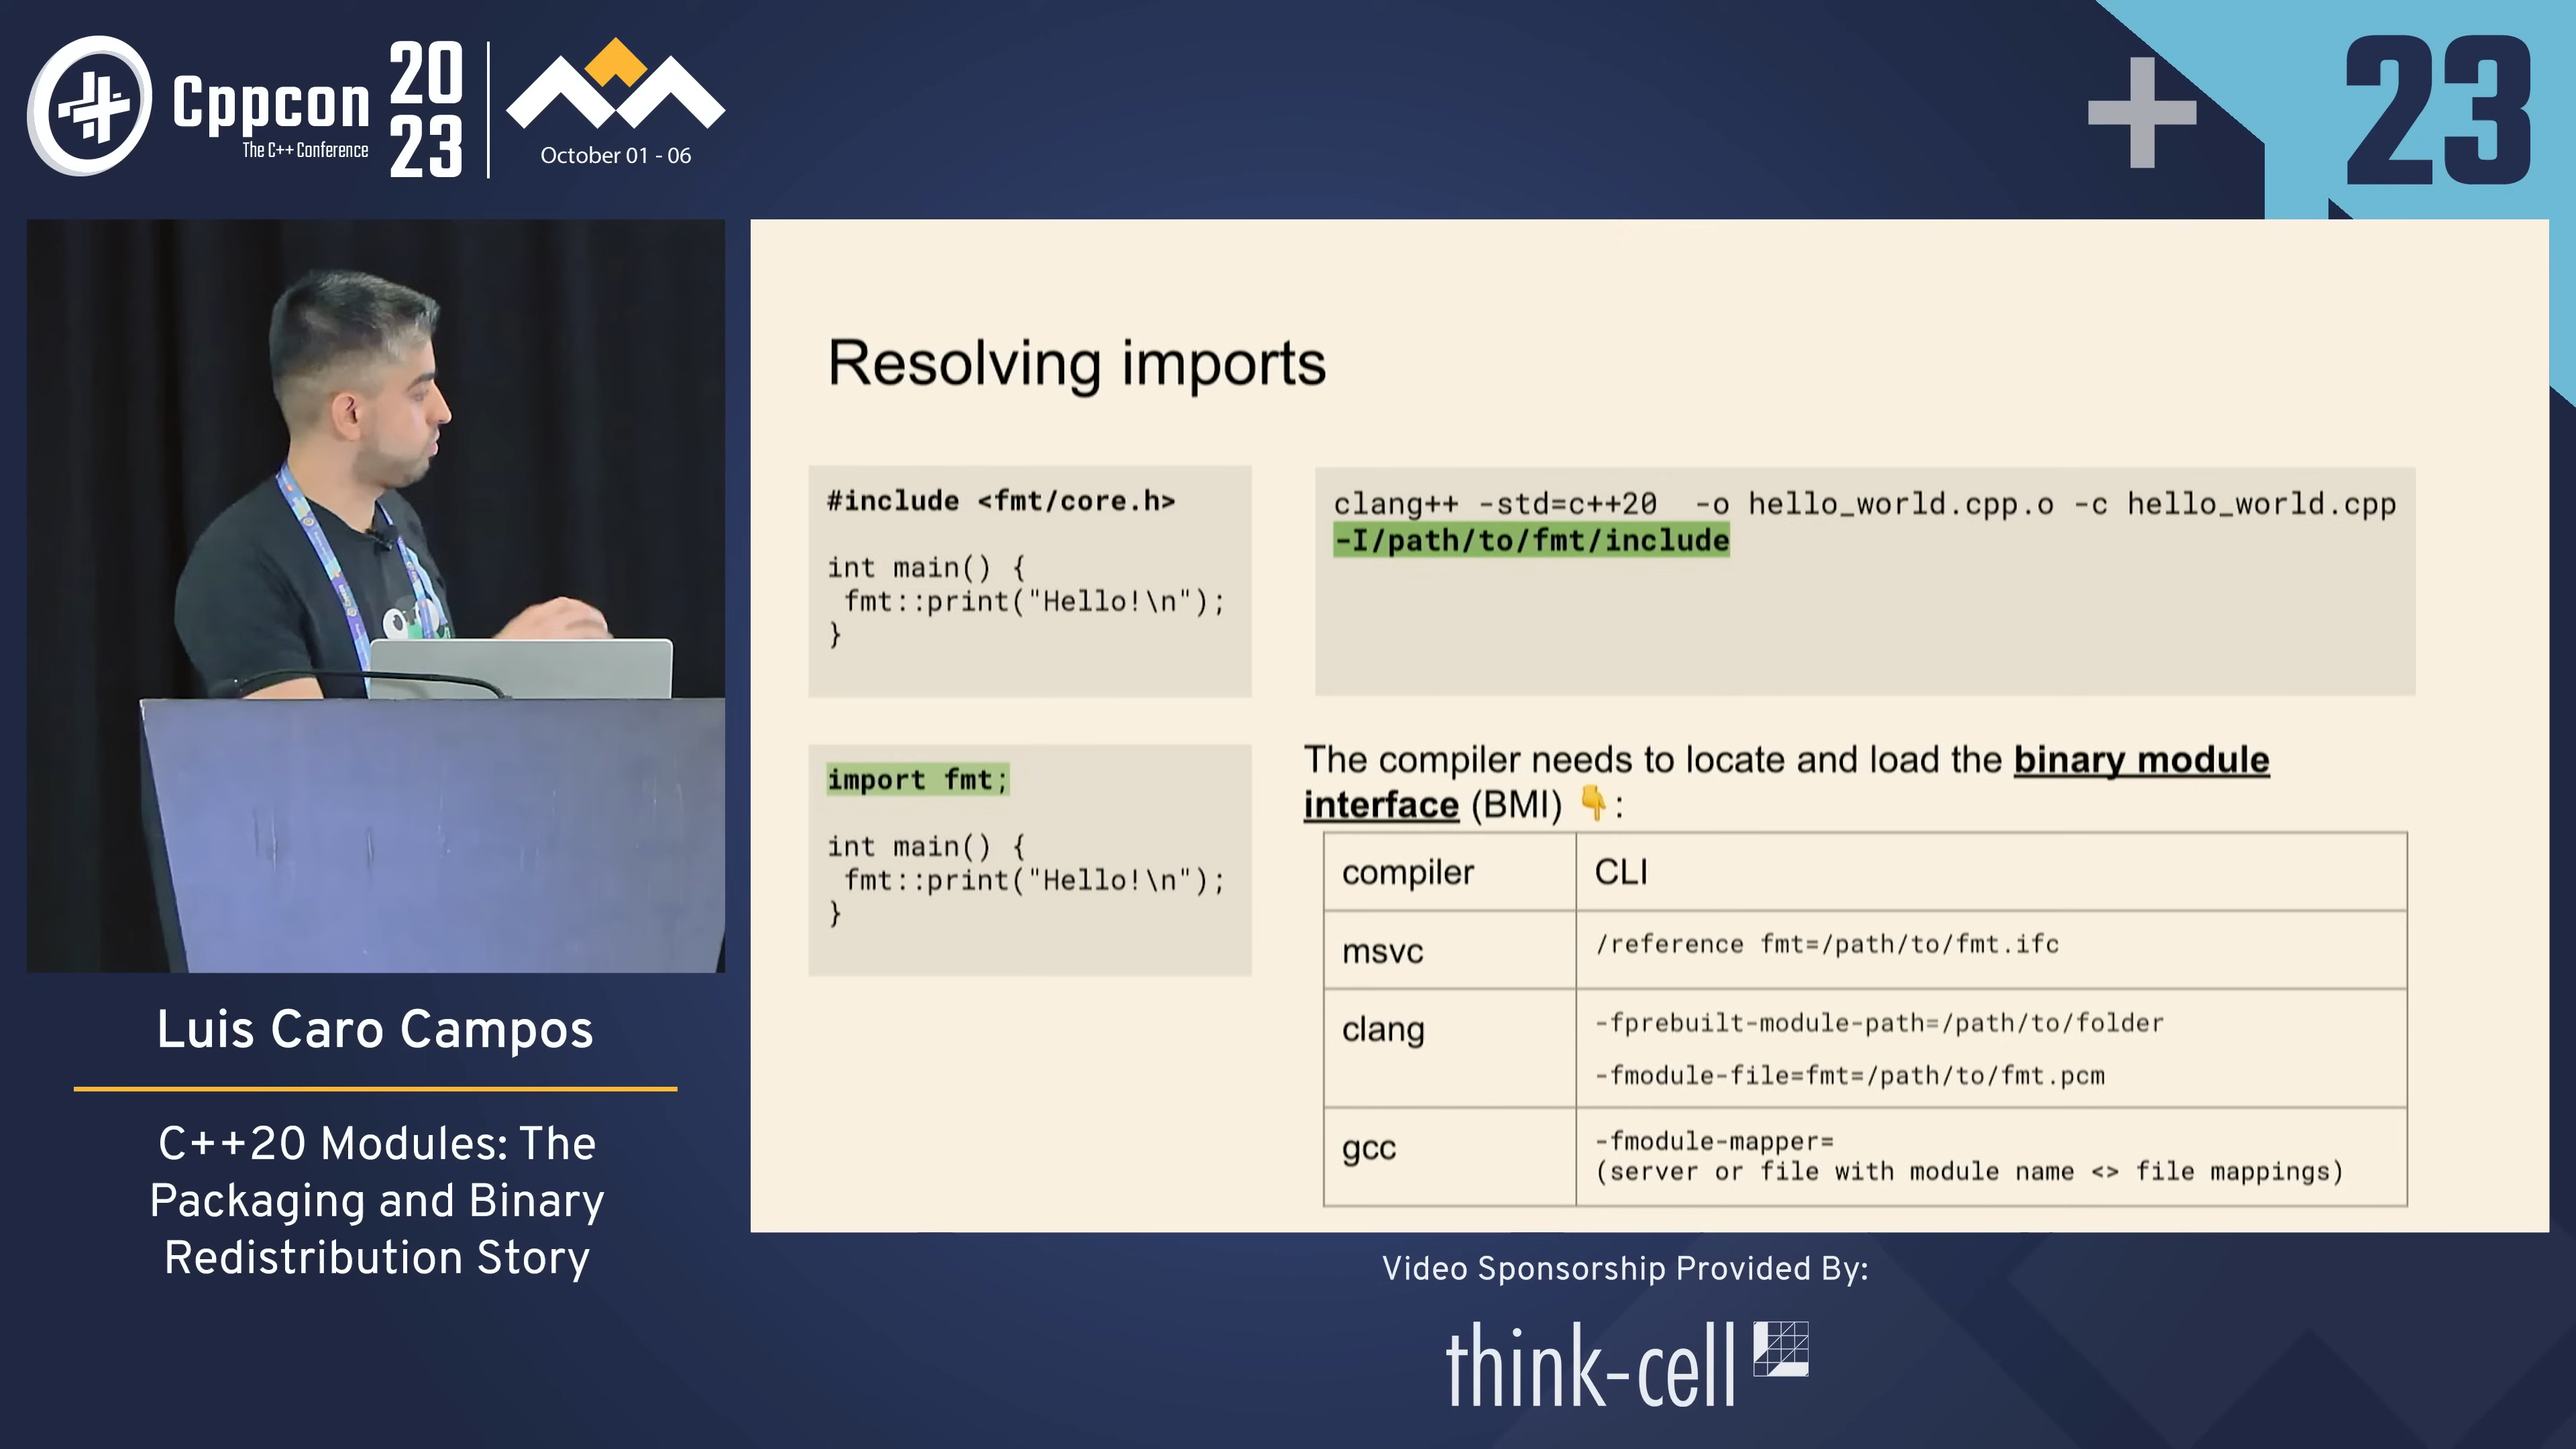 Cppcon
The C++ Conference
20
23
October 01 - 06
23
Resolving imports
#include <fmt/core.h>
int main() {
 fmt::print("Hello!\n");
}
clang++ -std=c++20  -o hello_world.cpp.o -c hello_world.cpp
-I/path/to/fmt/include
import fmt;
int main() {
 fmt::print("Hello!\n");
}
The compiler needs to locate and load the binary module
interface (BMI) 👇:
compiler CLI
msvc /reference fmt=/path/to/fmt.ifc
clang -fprebuilt-module-path=/path/to/folder
-fmodule-file=fmt=/path/to/fmt.pcm
gcc -fmodule-mapper=
(server or file with module name <> file mappings)
Luis Caro Campos
C++20 Modules: The
Packaging and Binary
Redistribution Story
Video Sponsorship Provided By:
think-cell